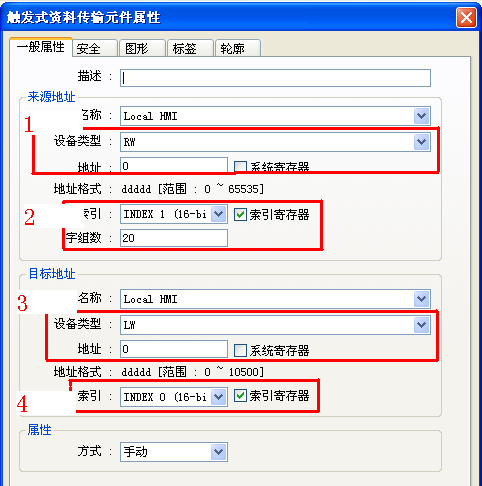 触发式资料传输元件属性
一般属性 安全 图形 标签 轮廓
描述 :
来源地址
1 名称 : Local HMI
设备类型 : RW
地址 : 0 系统寄存器
地址格式 : ddddd [范围 : 0 ~ 65535]
2 索引 : INDEX 1 (16-bi 索引寄存器
字组数 : 20
目标地址
3 名称 : Local HMI
设备类型 : LW
地址 : 0 系统寄存器
地址格式 : ddddd [范围 : 0 ~ 10500]
4 索引 : INDEX 0 (16-bi 索引寄存器
属性
方式 : 手动